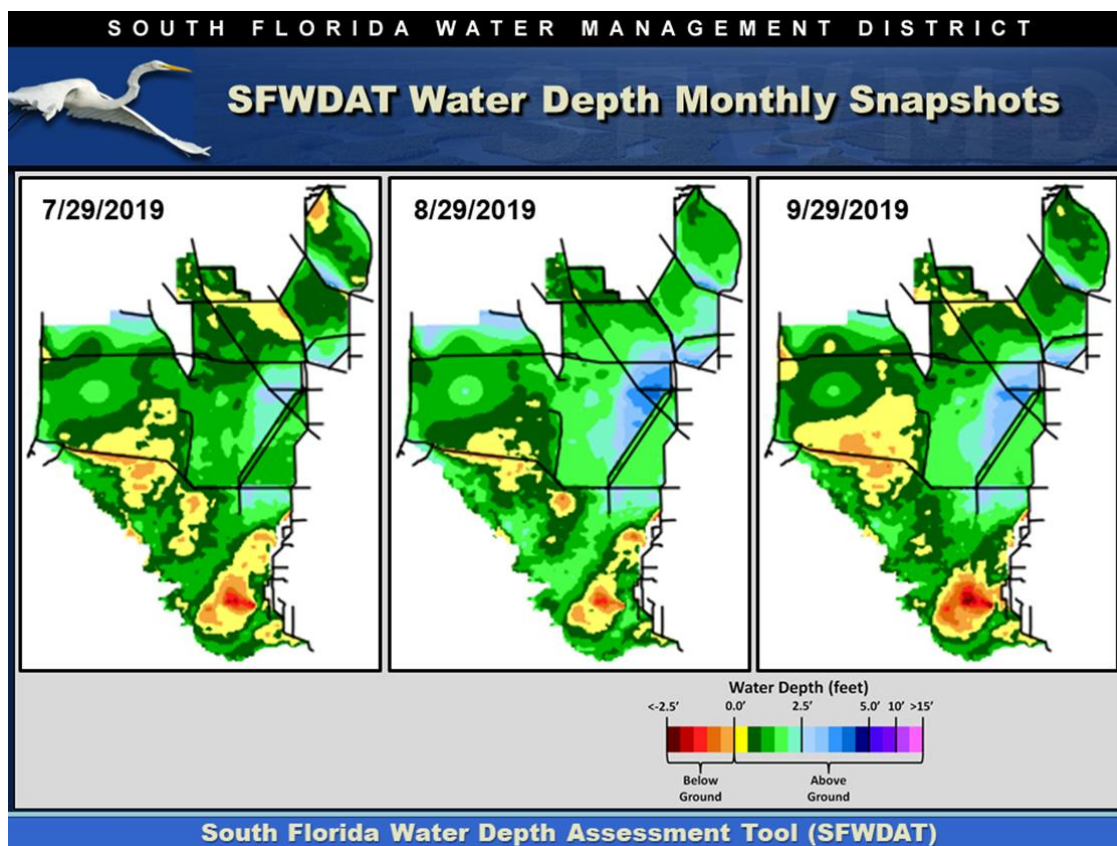 SOUTH FLORIDA WATER MANAGEMENT DISTRICT
SFWDAT Water Depth Monthly Snapshots
7/29/2019
8/29/2019
9/29/2019
Water Depth (feet)
<-2.5' 0.0' 2.5' 5.0' 10' >15'
Below Ground
Above Ground
South Florida Water Depth Assessment Tool (SFWDAT)